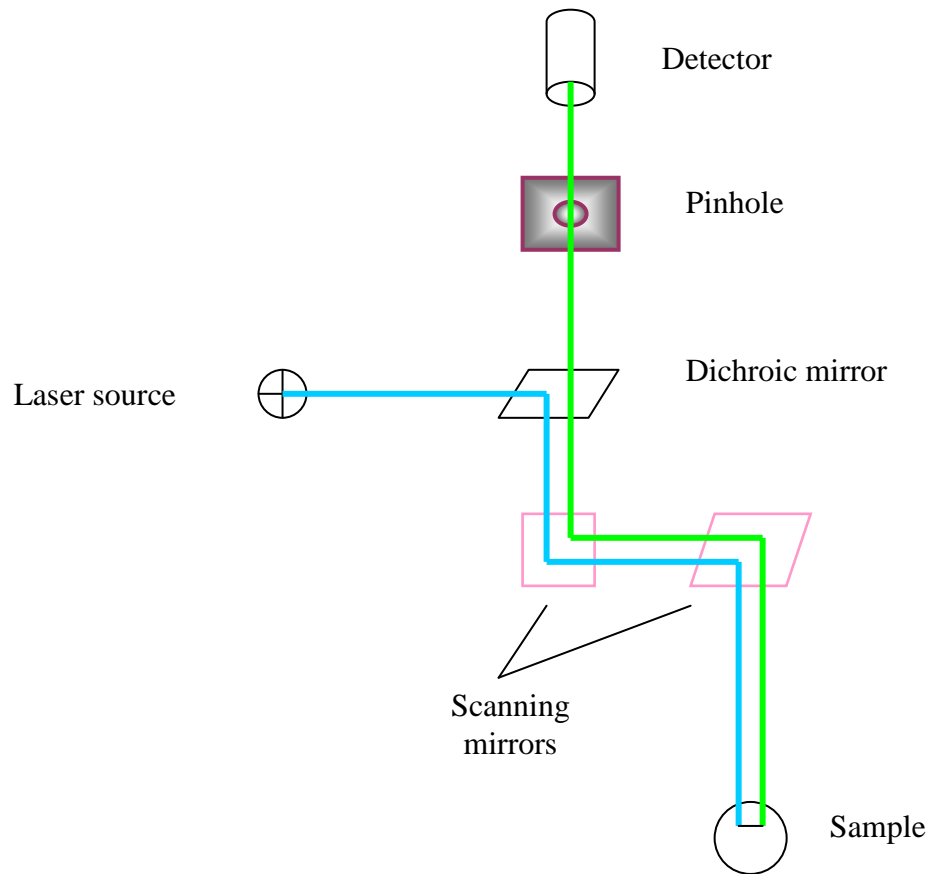 Detector
Pinhole
Dichroic mirror
Laser source
Scanning
mirrors
Sample